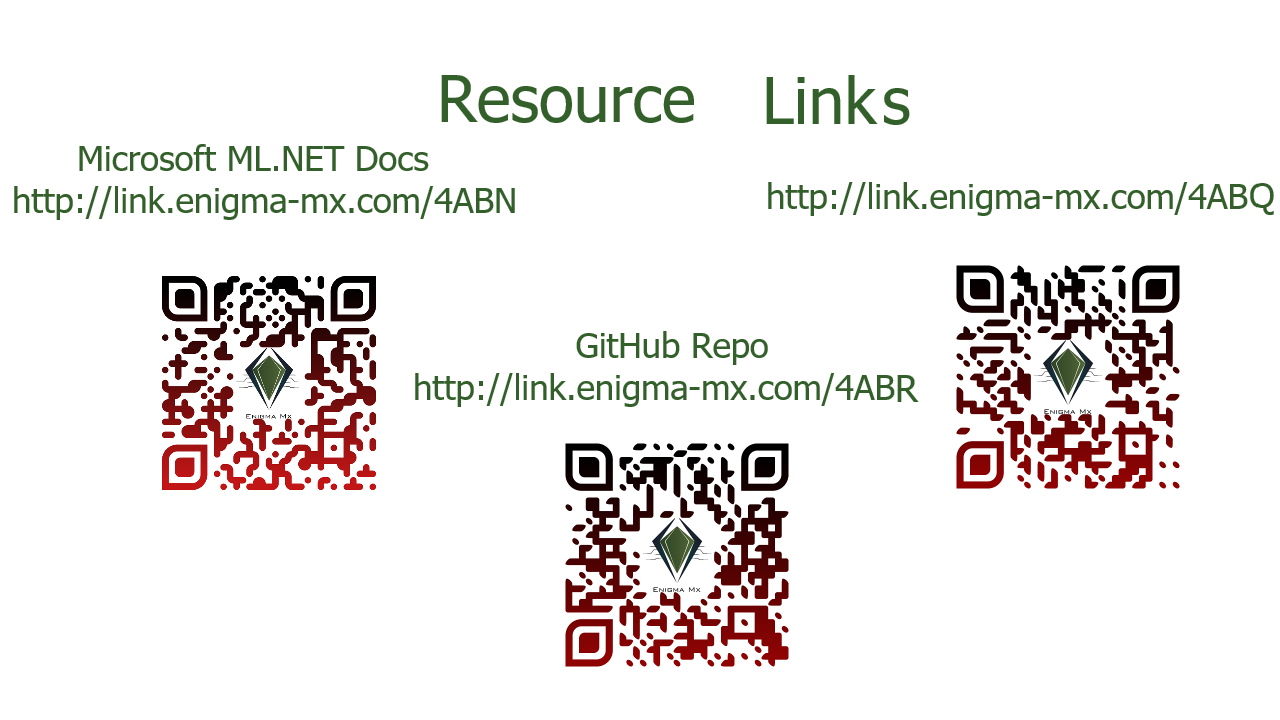 Resource Links
Microsoft ML.NET Docs
http://link.enigma-mx.com/4ABN
http://link.enigma-mx.com/4ABQ
GitHub Repo
http://link.enigma-mx.com/4ABR
Enigma Mx
Enigma Mx
Enigma Mx